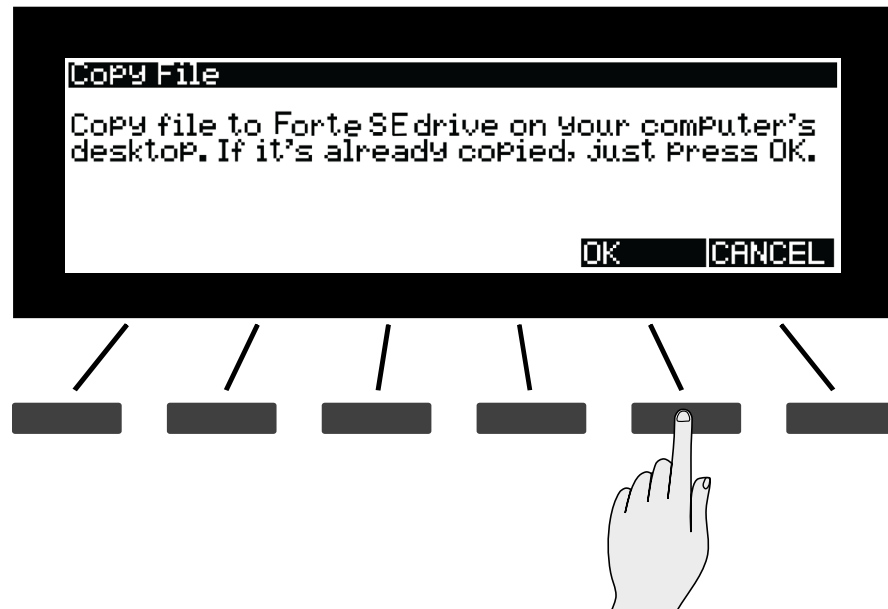 Copy File
Copy file to Forte SE drive on your computer's
desktop. If it's already copied, just press OK.
OK CANCEL